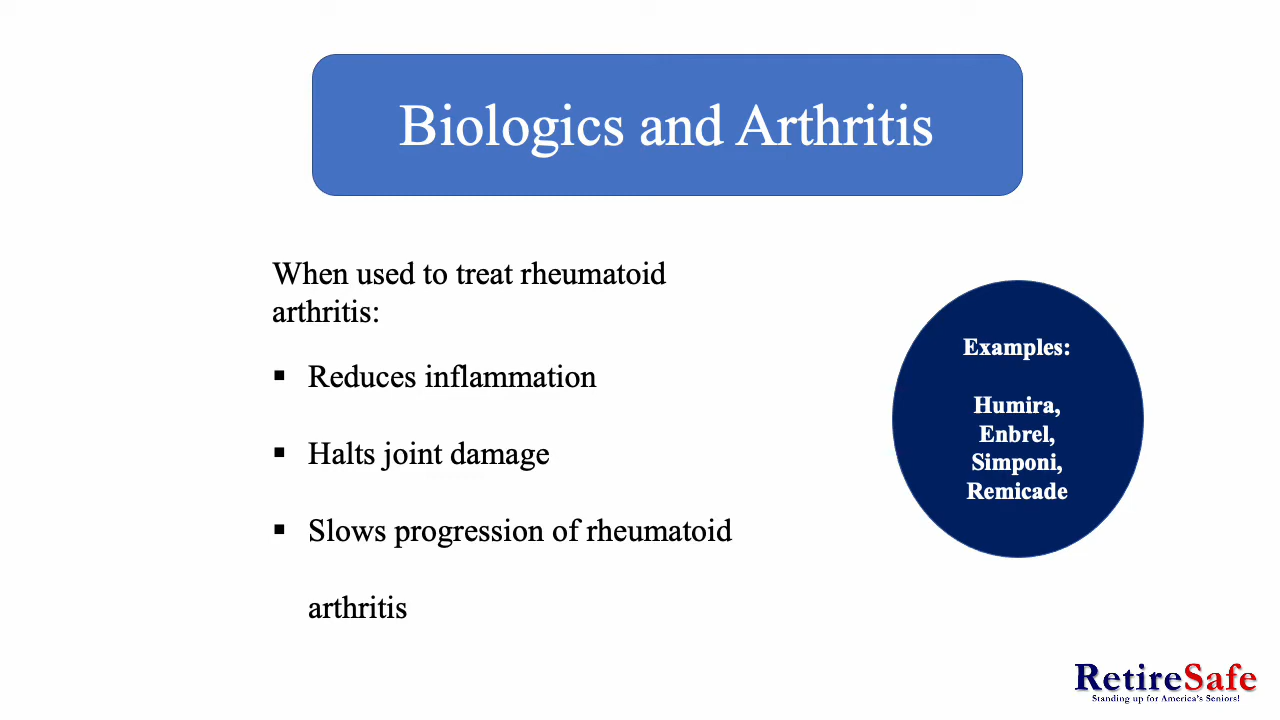 Biologics and Arthritis
When used to treat rheumatoid
arthritis:
▪ Reduces inflammation
▪ Halts joint damage
▪ Slows progression of rheumatoid
arthritis
Examples:
Humira,
Enbrel,
Simponi,
Remicade
RetireSafe
Standing up for America's Seniors!